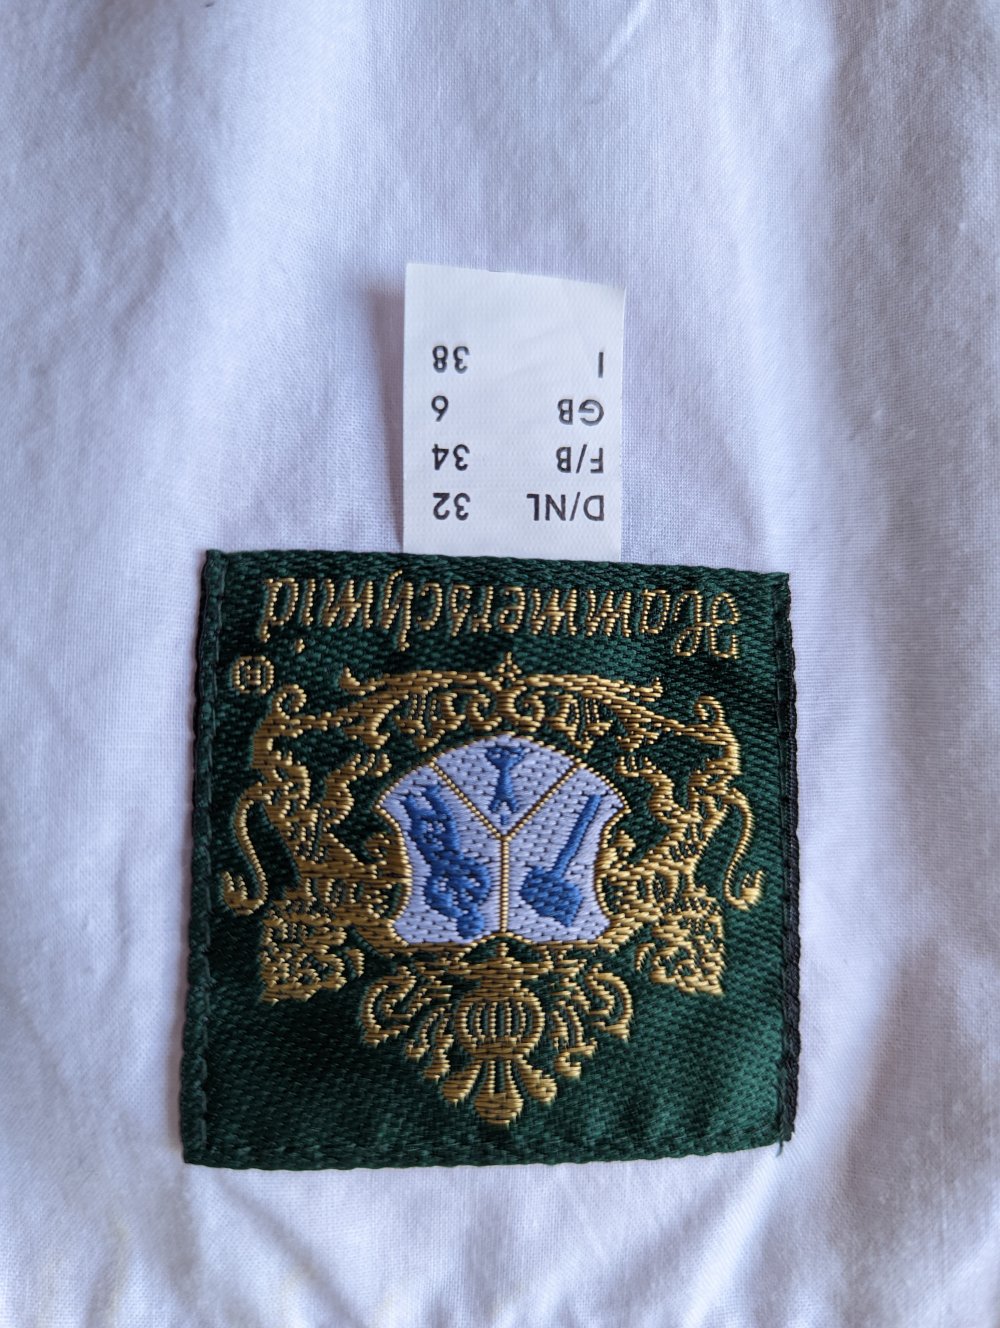 Hammerschmid
®
D/NL 32
F/B 34
GB 6
I 38